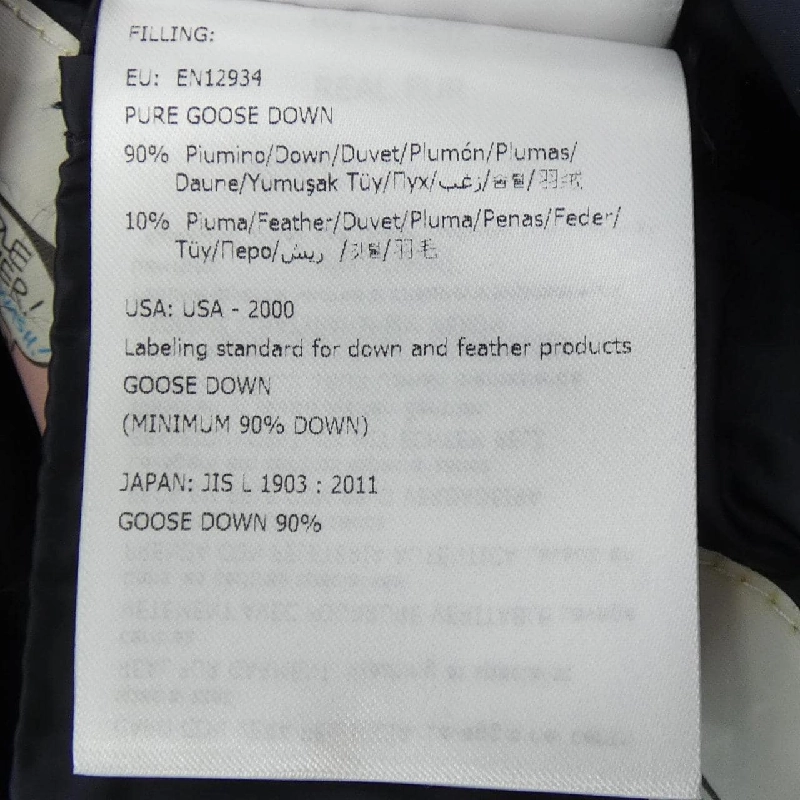 FILLING:
EU: EN12934
PURE GOOSE DOWN
90% Piumino/Down/Duvet/Plumón/Plumas/
Daune/Yumuşak Tüy/Пух/زغب/솜털/羽绒
10% Piuma/Feather/Duvet/Pluma/Penas/Feder/
Tüy/Перо/ريش /깃털/羽毛
USA: USA - 2000
Labeling standard for down and feather products
GOOSE DOWN
(MINIMUM 90% DOWN)
JAPAN: JIS L 1903 : 2011
GOOSE DOWN 90%